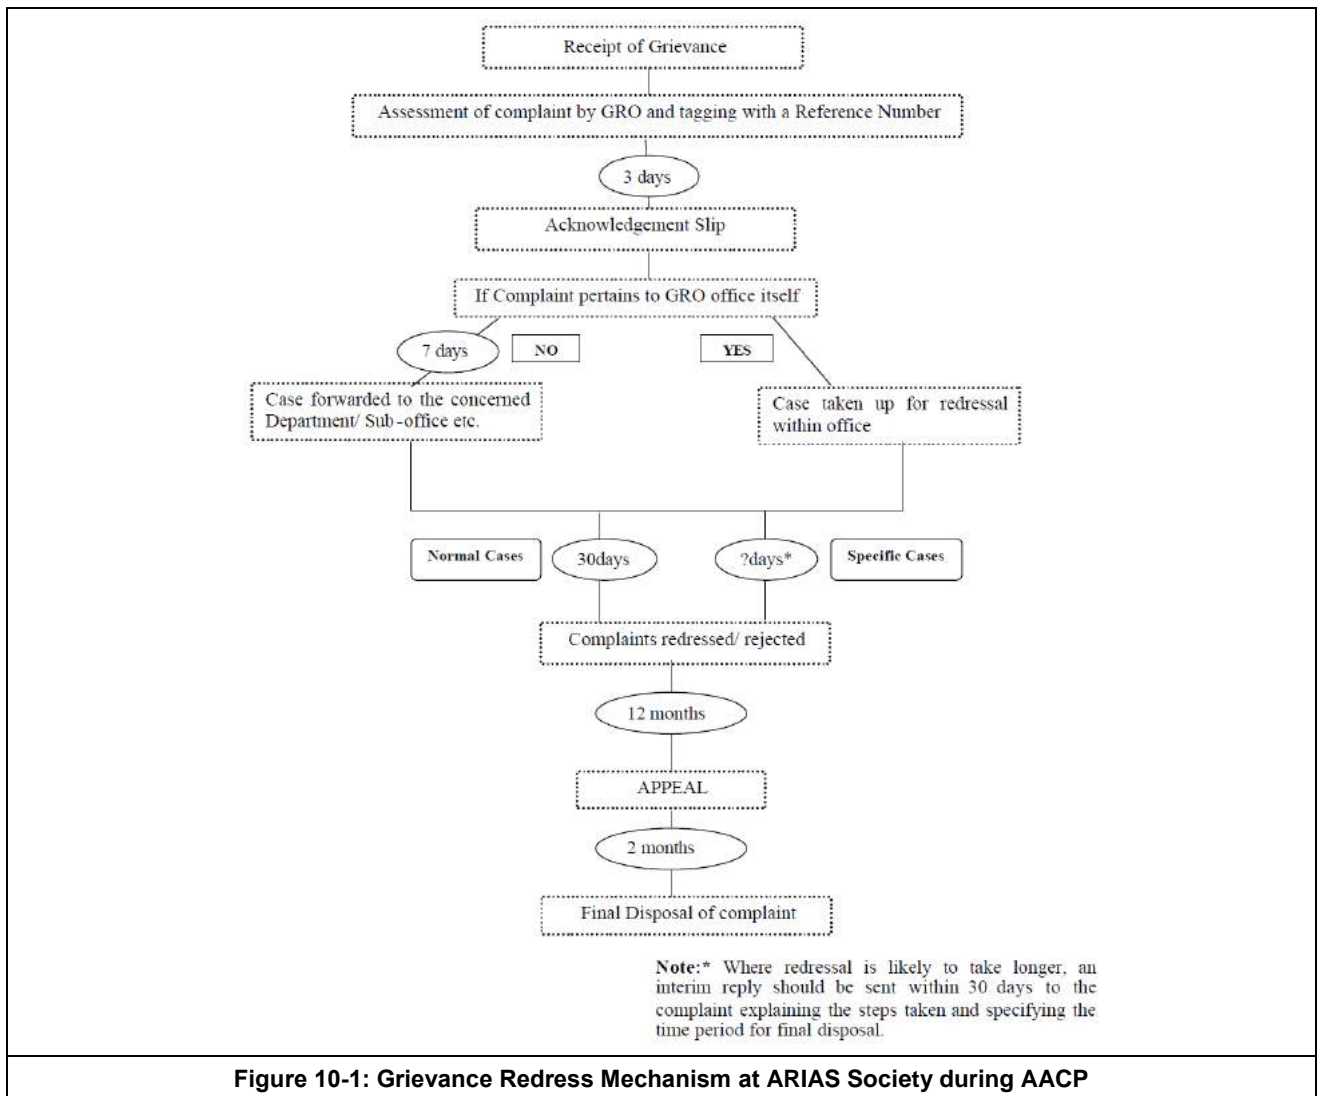 Receipt of Grievance
Assessment of complaint by GRO and tagging with a Reference Number
3 days
Acknowledgement Slip
If Complaint pertains to GRO office itself
7 days
NO
YES
Case forwarded to the concerned
Department/ Sub-office etc.
Case taken up for redressal
within office
Normal Cases
30days
?days*
Specific Cases
Complaints redressed/ rejected
12 months
APPEAL
2 months
Final Disposal of complaint
Note:* Where redressal is likely to take longer, an
interim reply should be sent within 30 days to the
complaint explaining the steps taken and specifying the
time period for final disposal.
Figure 10-1: Grievance Redress Mechanism at ARIAS Society during AACP